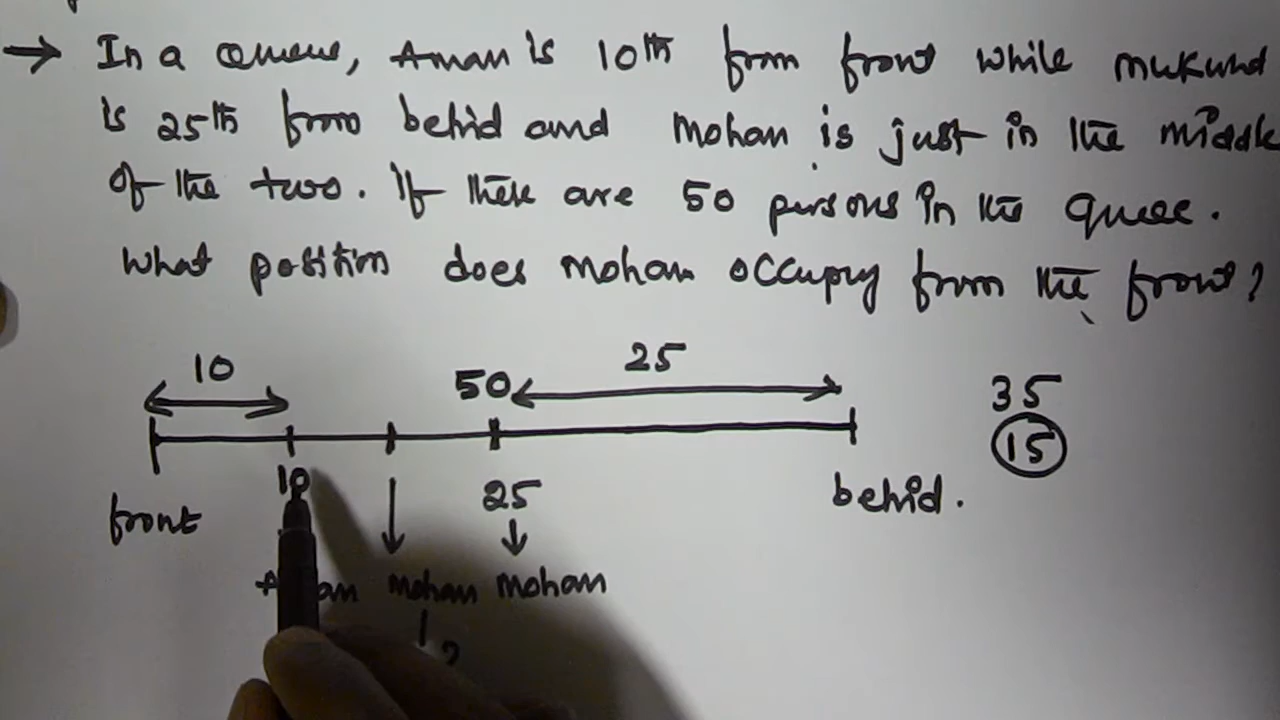 → In a queue, Aman is 10th from front while mukund
is 25th from behid and Mohan is just in the middle
of the two. If there are 50 persons in the queue.
What position does Mohan occupy from the front?
10 50 25 35
15
10 25
front behid.
mohan mohan
?